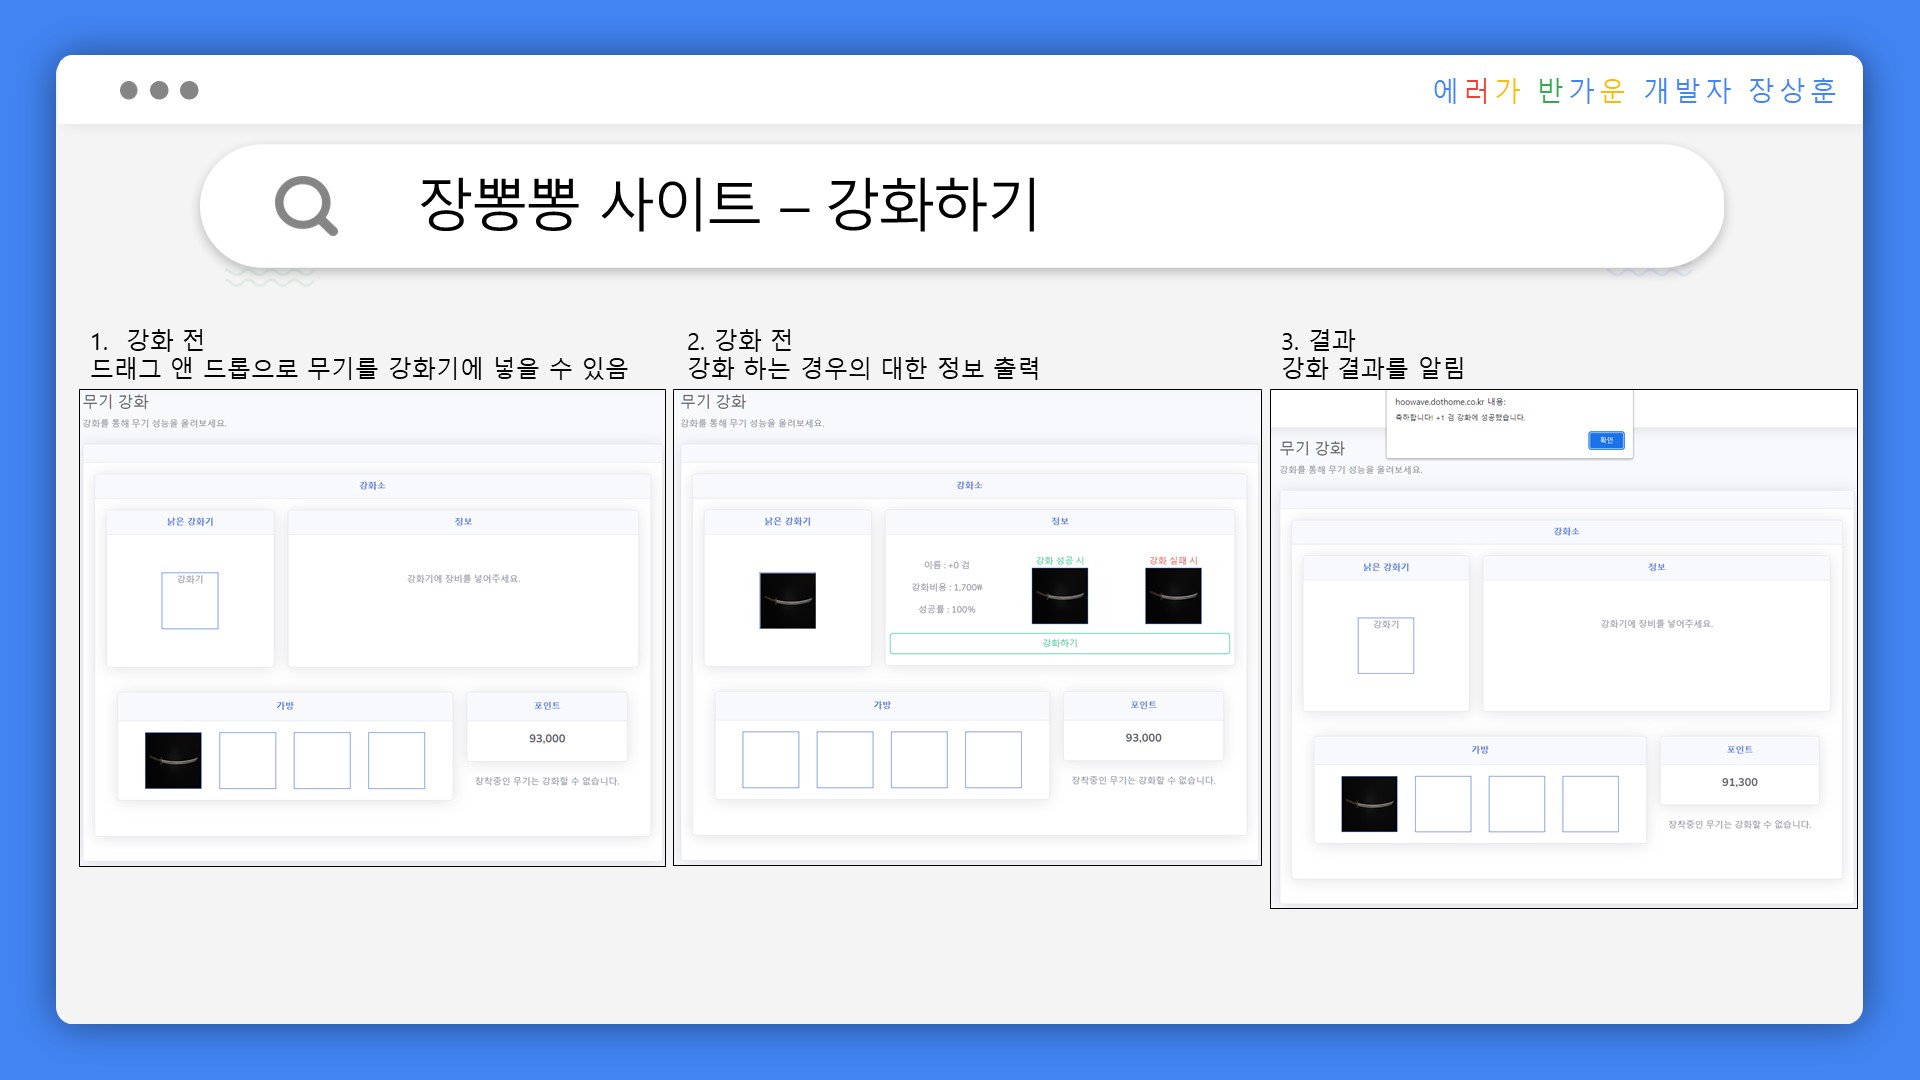 에러가 반가운 개발자 장상훈
장뽕뽕 사이트 – 강화하기
1. 강화 전
드래그 앤 드롭으로 무기를 강화기에 넣을 수 있음
무기 강화
강화를 통해 무기 성능을 올려보세요.
강화소
낡은 강화기
정보
강화기
강화기에 장비를 넣어주세요.
가방
포인트
93,000
장착중인 무기는 강화할 수 없습니다.
2. 강화 전
강화 하는 경우의 대한 정보 출력
무기 강화
강화를 통해 무기 성능을 올려보세요.
강화소
낡은 강화기
정보
이름 : +0 검
강화비용 : 1,700₩
성공률 : 100%
강화 성공 시
강화 실패 시
강화하기
가방
포인트
93,000
장착중인 무기는 강화할 수 없습니다.
3. 결과
강화 결과를 알림
hoowave.dothome.co.kr 내용:
축하합니다! +1 검 강화에 성공했습니다.
확인
무기 강화
강화를 통해 무기 성능을 올려보세요.
강화소
낡은 강화기
정보
강화기
강화기에 장비를 넣어주세요.
가방
포인트
91,300
장착중인 무기는 강화할 수 없습니다.